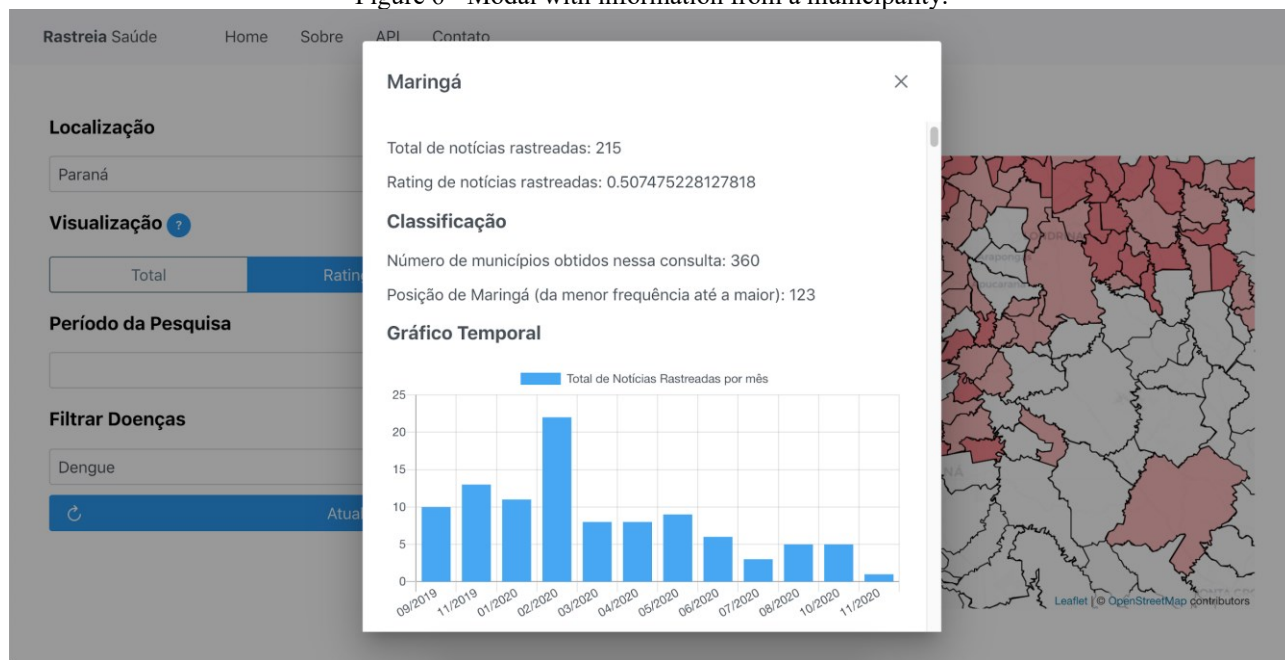 Figure 6 - Modal with information from a municipality.
Rastreia Saúde Home Sobre API Contato
Maringá
Localização
Paraná
Visualização ?
Total
Total de notícias rastreadas: 215
Rating de notícias rastreadas: 0.507475228127818
Classificação
Número de municípios obtidos nessa consulta: 360
Posição de Maringá (da menor frequência até a maior): 123
Período da Pesquisa
Gráfico Temporal
Total de Notícias Rastreadas por mês
Filtrar Doenças
Dengue
25
20
15
10
5
0
09/2019 11/2019 01/2020 02/2020 03/2020 04/2020 05/2020 06/2020 07/2020 08/2020 10/2020 11/2020
Leaflet | © OpenStreetMap contributors